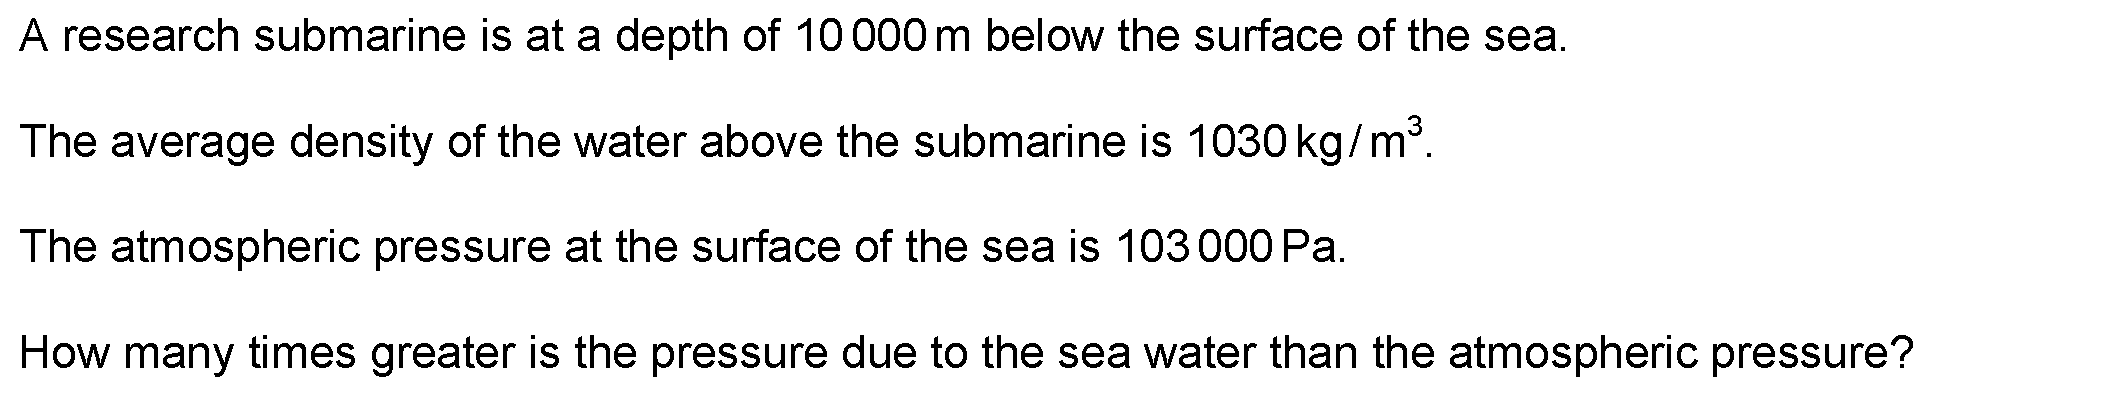 A research submarine is at a depth of 10 000 m below the surface of the sea.
The average density of the water above the submarine is 1030 kg / m³.
The atmospheric pressure at the surface of the sea is 103 000 Pa.
How many times greater is the pressure due to the sea water than the atmospheric pressure?